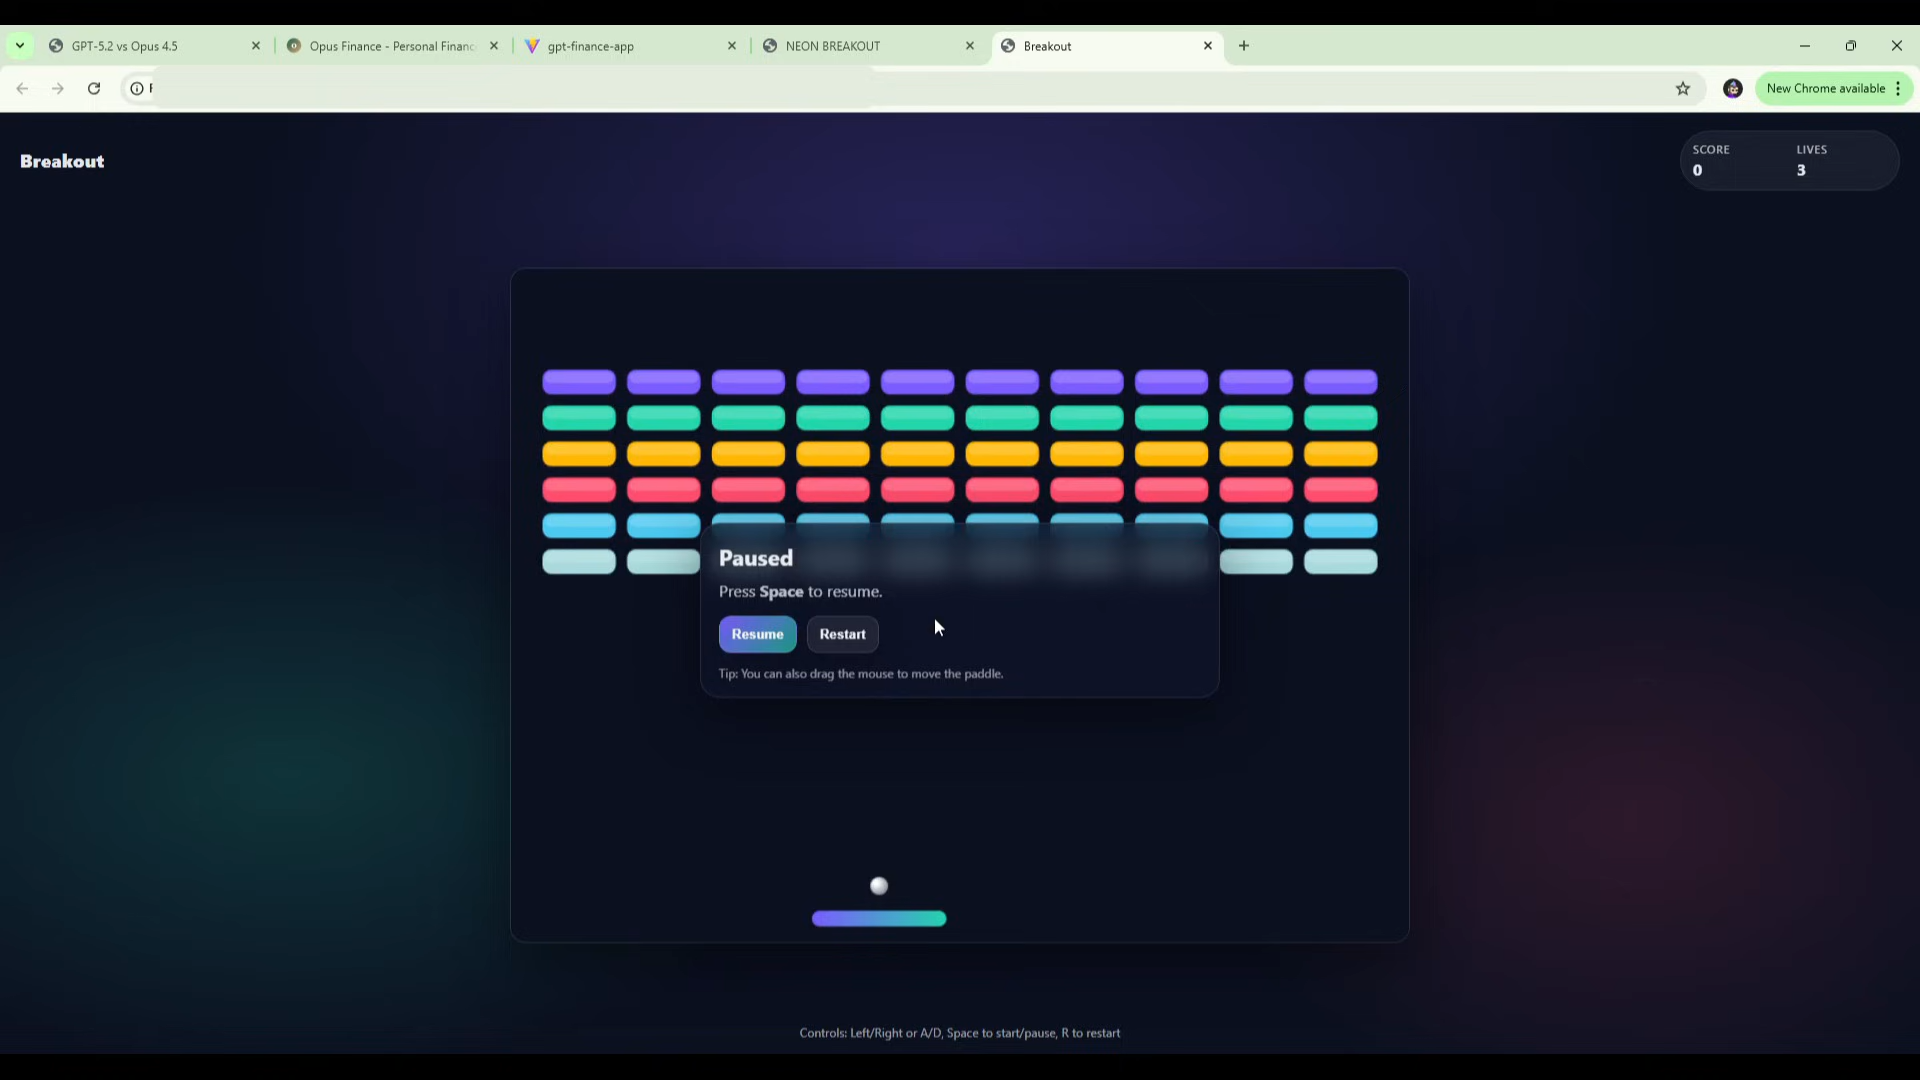 GPT-5.2 vs Opus 4.5
Opus Finance - Personal Financ
gpt-finance-app
NEON BREAKOUT
Breakout
New Chrome available
Breakout
SCORE
0
LIVES
3
Paused
Press Space to resume.
Resume
Restart
Tip: You can also drag the mouse to move the paddle.
Controls: Left/Right or A/D, Space to start/pause, R to restart